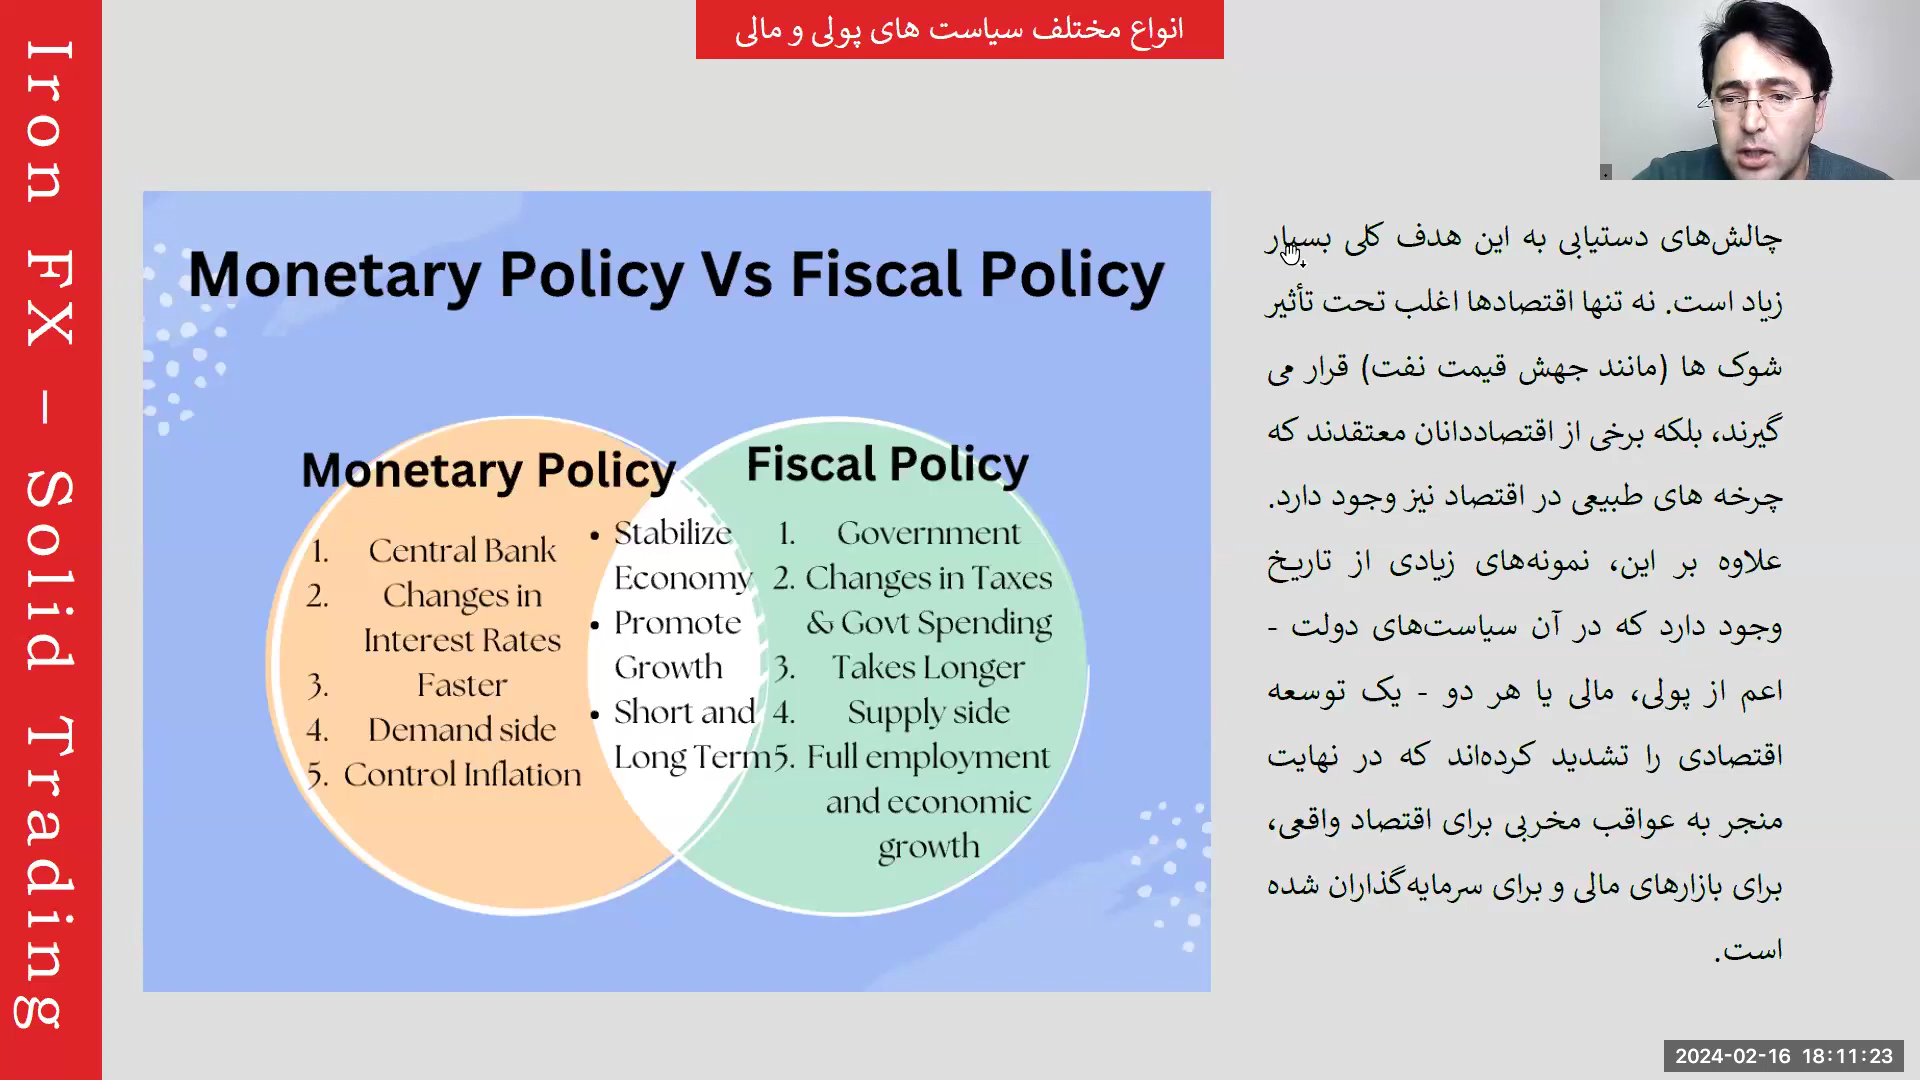 انواع مختلف سیاست های پولی و مالی
Iron FX – Solid Trading
Monetary Policy Vs Fiscal Policy
Monetary Policy
1. Central Bank
2. Changes in
Interest Rates
3. Faster
4. Demand side
5. Control Inflation
• Stabilize
Economy
• Promote
Growth
• Short and
Long Term
Fiscal Policy
1. Government
2. Changes in Taxes
& Govt Spending
3. Takes Longer
4. Supply side
5. Full employment
and economic
growth
چالش‌های دستیابی به این هدف کلی بسیار
زیاد است. نه تنها اقتصادها اغلب تحت تأثیر
شوک ها (مانند جهش قیمت نفت) قرار می
گیرند، بلکه برخی از اقتصاددانان معتقدند که
چرخه های طبیعی در اقتصاد نیز وجود دارد.
علاوه بر این، نمونه‌های زیادی از تاریخ
وجود دارد که در آن سیاست‌های دولت -
اعم از پولی، مالی یا هر دو - یک توسعه
اقتصادی را تشدید کرده‌اند که در نهایت
منجر به عواقب مخربی برای اقتصاد واقعی،
برای بازارهای مالی و برای سرمایه‌گذاران شده
است.
2024-02-16 18:11:23